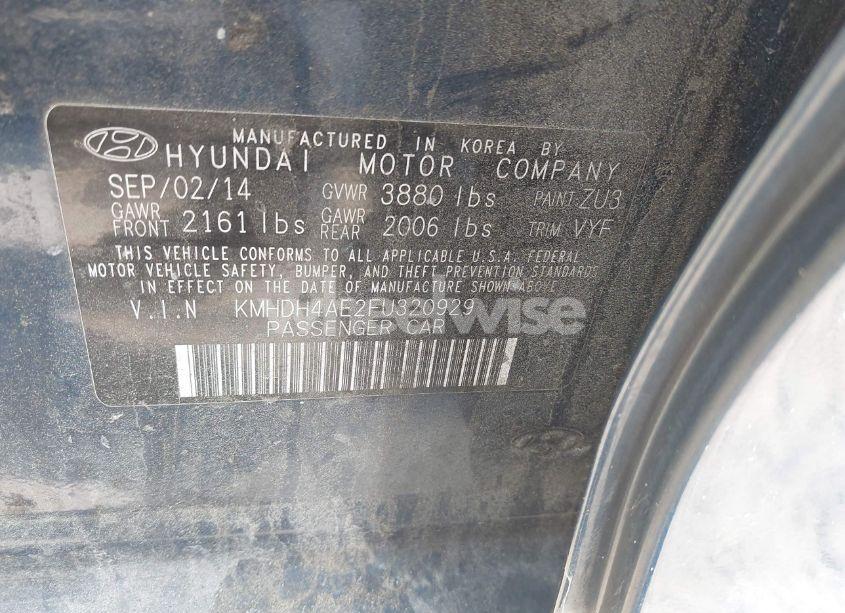 MANUFACTURED IN KOREA BY
HYUNDAI MOTOR COMPANY
SEP/02/14 GVWR 3880 lbs PAINT ZU3
GAWR FRONT 2161 lbs GAWR REAR 2006 lbs TRIM VYF
THIS VEHICLE CONFORMS TO ALL APPLICABLE U.S.A. FEDERAL
MOTOR VEHICLE SAFETY, BUMPER, AND THEFT PREVENTION STANDARDS
IN EFFECT ON THE DATE OF MANUFACTURE SHOWN ABOVE
V.I.N KMHDH4AE2FU320929
PASSENGER CAR